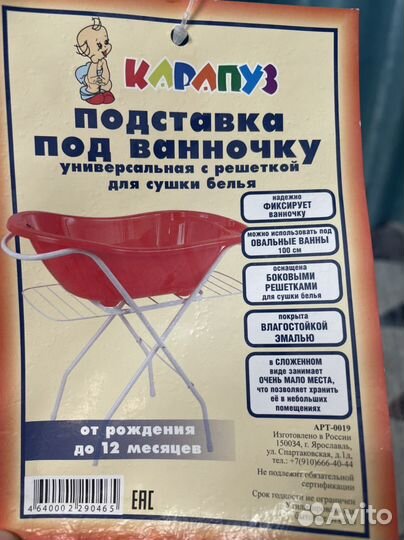 КАРАПУЗ
ПОДСТАВКА
ПОД ВАННОЧКУ
УНИВЕРСАЛЬНАЯ С РЕШЕТКОЙ
ДЛЯ СУШКИ БЕЛЬЯ
надежно
ФИКСИРУЕТ
ванночку
можно использовать под
ОВАЛЬНЫЕ ВАННЫ
100 см
оснащена
БОКОВЫМИ
РЕШЕТКАМИ
для сушки белья
покрыта
ВЛАГОСТОЙКОЙ
ЭМАЛЬЮ
в СЛОЖЕННОМ
виде занимает
ОЧЕНЬ МАЛО МЕСТА,
что позволяет хранить
её в небольших
помещениях
от рождения
до 12 месяцев
АРТ-0019
Изготовлено в России
150034, г. Ярославль,
ул. Спартаковская, д.1д,
тел.: +7(910)666-40-44
Не подлежит обязательной
сертификации
Срок годности не ограничен
4 640002 290465
ЕАС
Avito